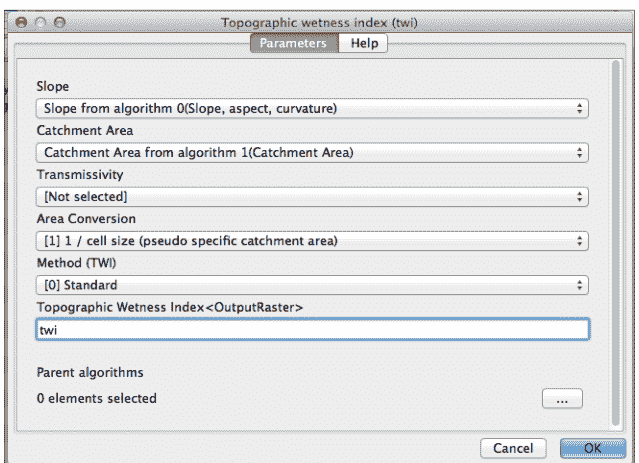 Topographic wetness index (twi)
Parameters Help
Slope
Slope from algorithm 0(Slope, aspect, curvature)
Catchment Area
Catchment Area from algorithm 1(Catchment Area)
Transmissivity
[Not selected]
Area Conversion
[1] 1 / cell size (pseudo specific catchment area)
Method (TWI)
[0] Standard
Topographic Wetness Index<OutputRaster>
twi
Parent algorithms
0 elements selected ...
Cancel OK